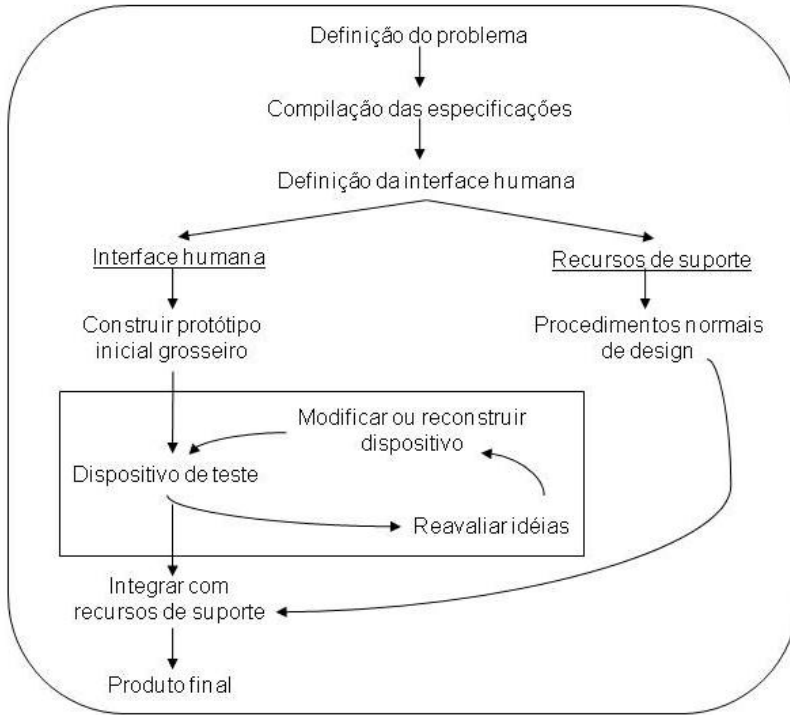 Definição do problema
Compilação das especificações
Definição da interface humana
Interface humana
Recursos de suporte
Construir protótipo
inicial grosseiro
Procedimentos normais
de design
Modificar ou reconstruir
dispositivo
Dispositivo de teste
Reavaliar idéias
Integrar com
recursos de suporte
Produto final